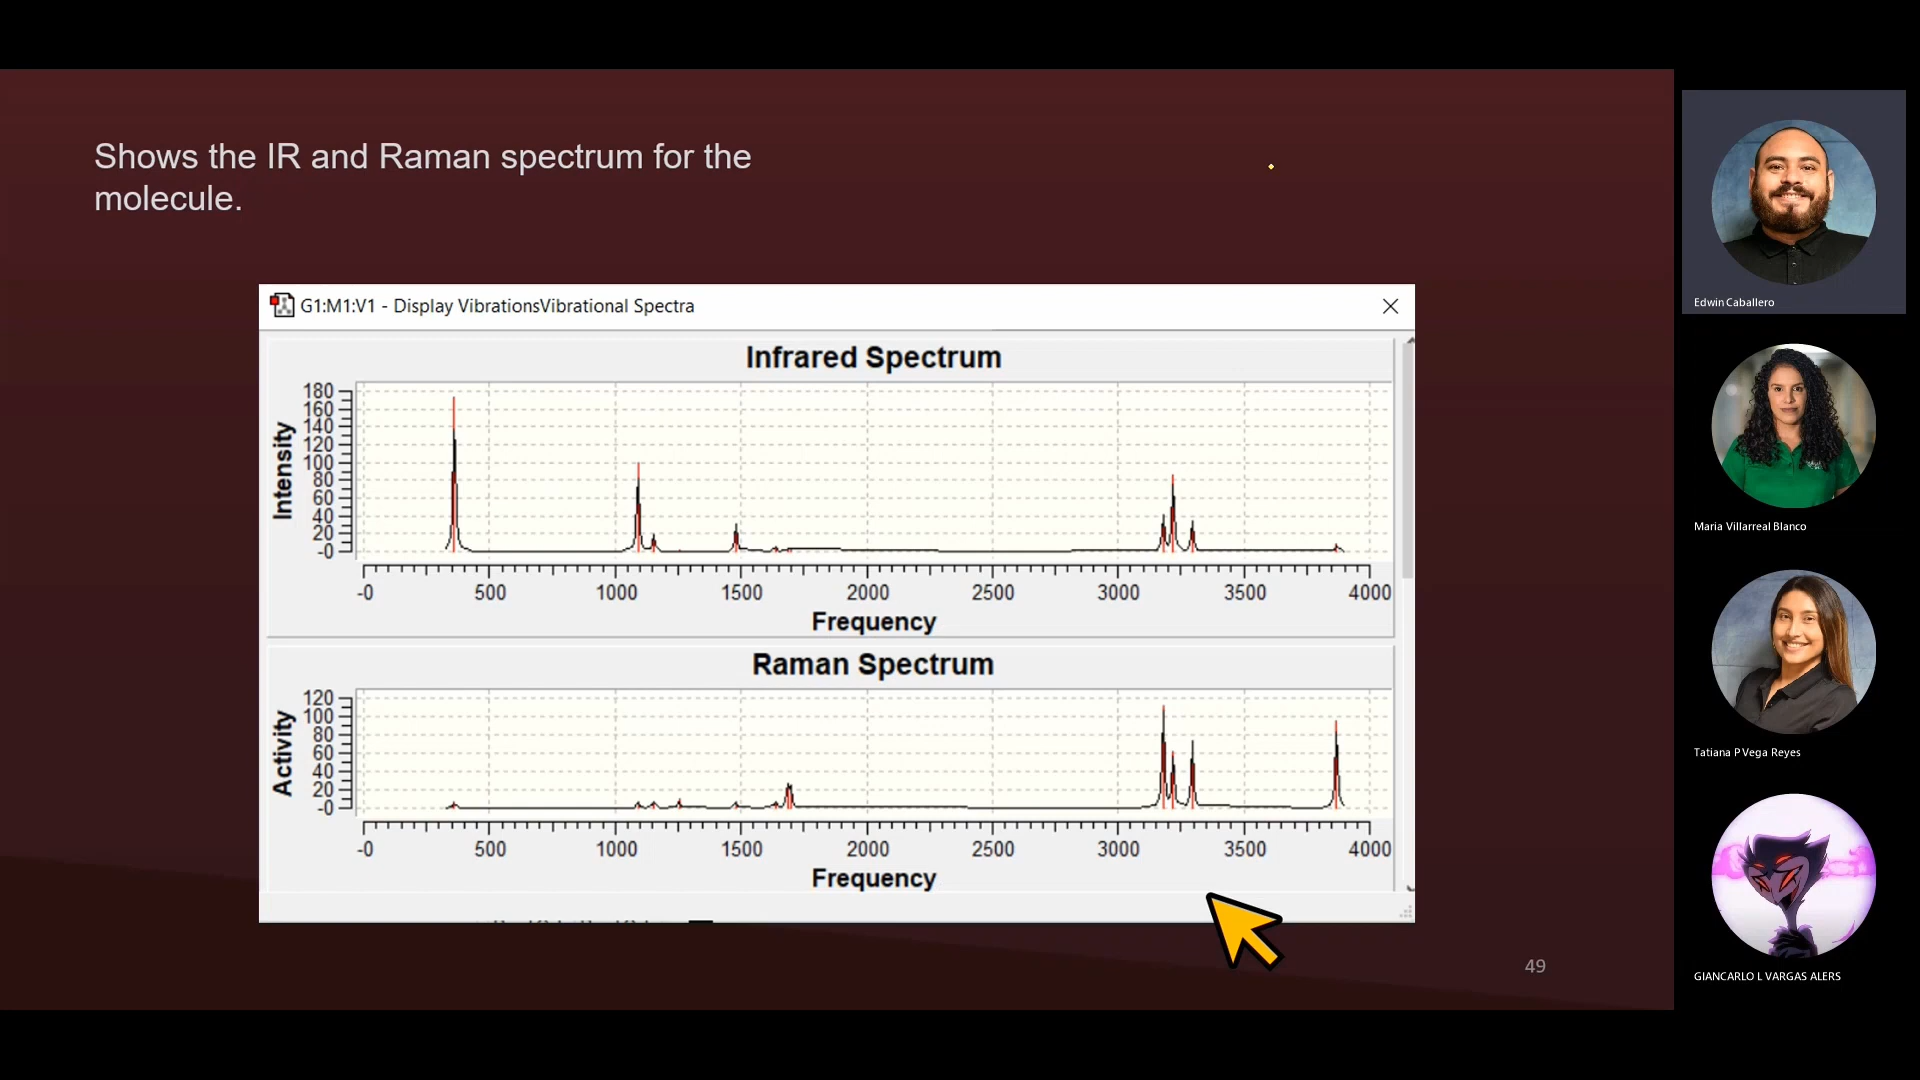 Shows the IR and Raman spectrum for the
molecule.
G1:M1:V1 - Display VibrationsVibrational Spectra
Infrared Spectrum
Intensity
180
160
140
120
100
80
60
40
20
-0
-0 500 1000 1500 2000 2500 3000 3500 4000
Frequency
Raman Spectrum
Activity
120
100
80
60
40
20
-0
-0 500 1000 1500 2000 2500 3000 3500 4000
Frequency
49
Edwin Caballero
Maria Villarreal Blanco
Tatiana P Vega Reyes
GIANCARLO L VARGAS ALERS